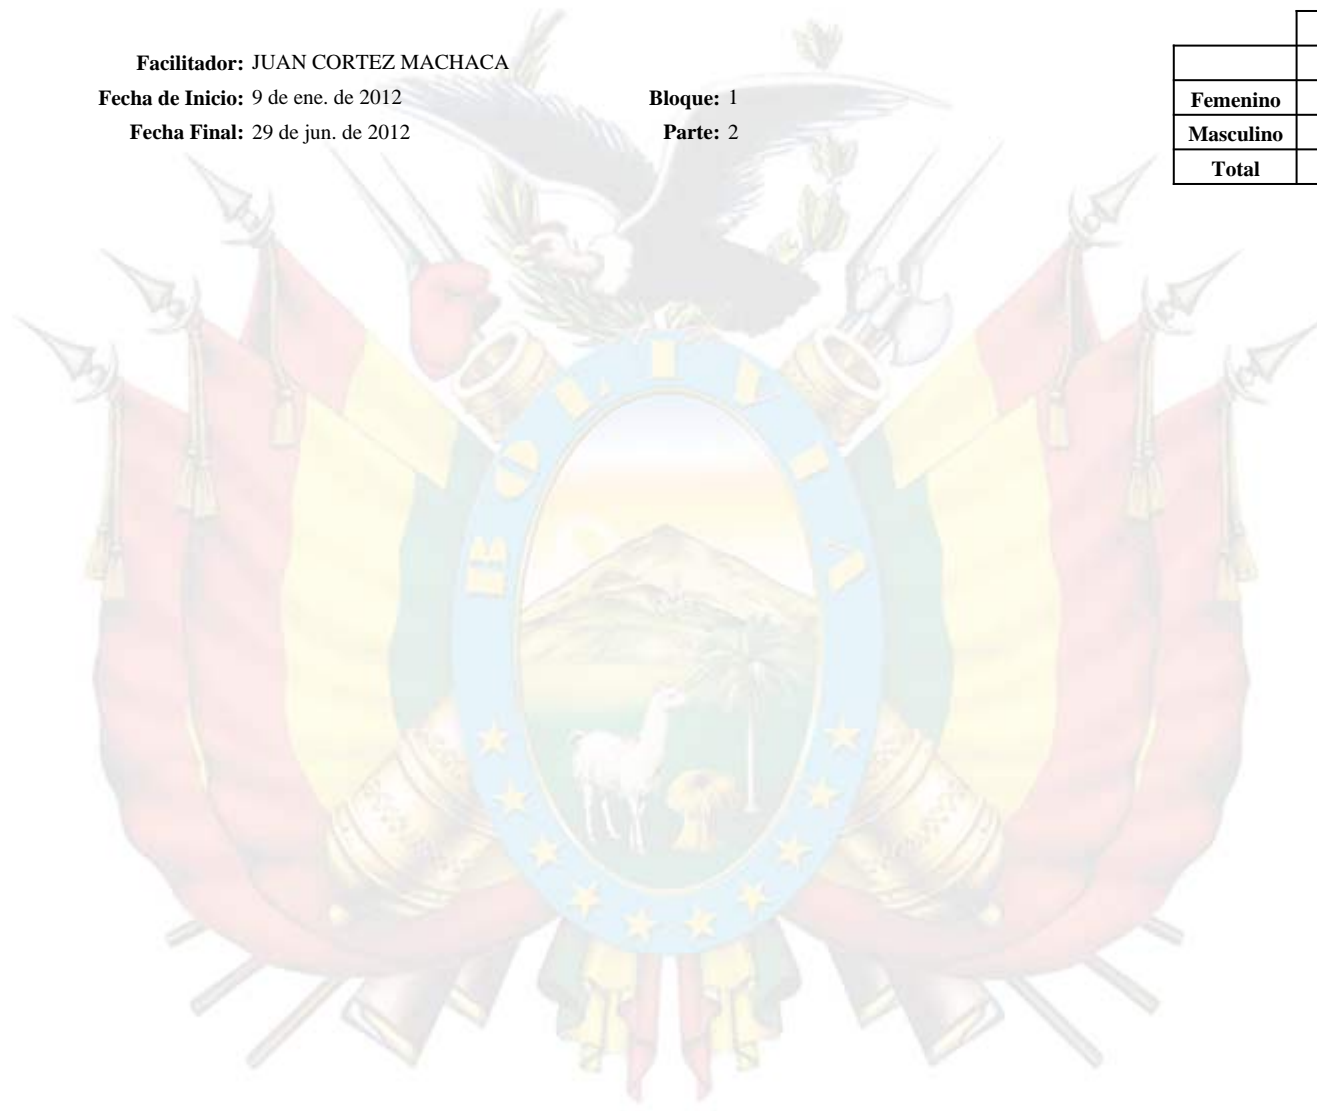 Facilitador: JUAN CORTEZ MACHACA
Fecha de Inicio: 9 de ene. de 2012 Bloque: 1
Fecha Final: 29 de jun. de 2012 Parte: 2
Femenino
Masculino
Total
BOLIVIA